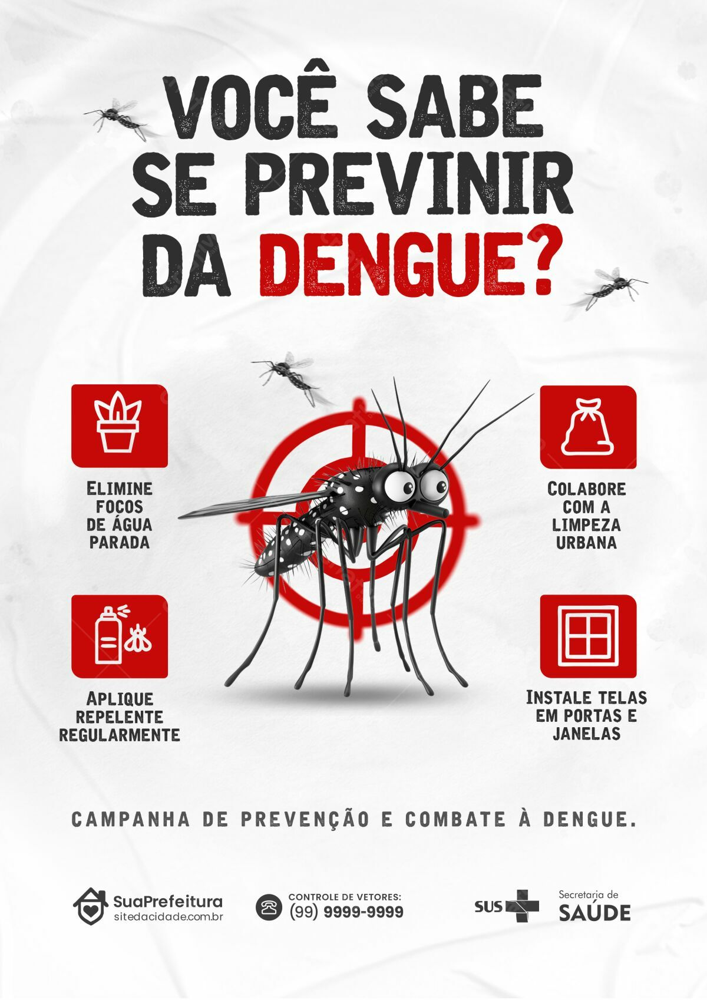 VOCÊ SABE
SE PREVINIR
DA DENGUE?
ELIMINE
FOCOS
DE ÁGUA
PARADA
COLABORE
COM A
LIMPEZA
URBANA
APLIQUE
REPELENTE
REGULARMENTE
INSTALE TELAS
EM PORTAS E
JANELAS
CAMPANHA DE PREVENÇÃO E COMBATE À DENGUE.
SuaPrefeitura
sitedacidade.com.br
CONTROLE DE VETORES:
(99) 9999-9999
SUS
Secretaria de
SAÚDE